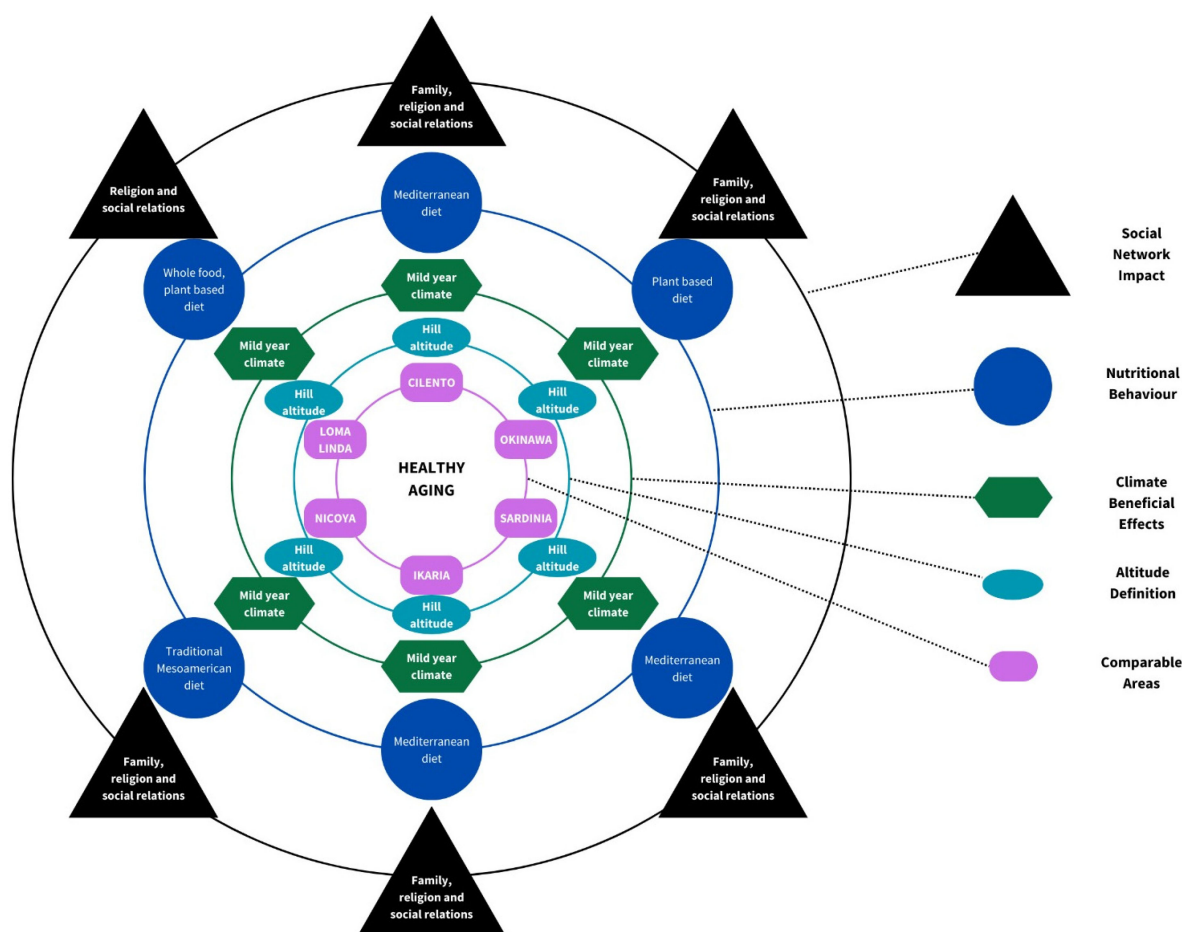 Family,
religion and
social relations
Religion and
social relations
Family,
religion and
social relations
Mediterranean
diet
Whole food,
plant based
diet
Plant based
diet
Mild year
climate
Mild year
climate
Mild year
climate
Hill
altitude
Hill
altitude
Hill
altitude
CILENTO
LOMA
LINDA
OKINAWA
HEALTHY
AGING
NICOYA
SARDINIA
IKARIA
Hill
altitude
Hill
altitude
Hill
altitude
Mild year
climate
Mild year
climate
Mild year
climate
Traditional
Mesoamerican
diet
Mediterranean
diet
Mediterranean
diet
Family,
religion and
social relations
Family,
religion and
social relations
Family,
religion and
social relations
Social
Network
Impact
Nutritional
Behaviour
Climate
Beneficial
Effects
Altitude
Definition
Comparable
Areas